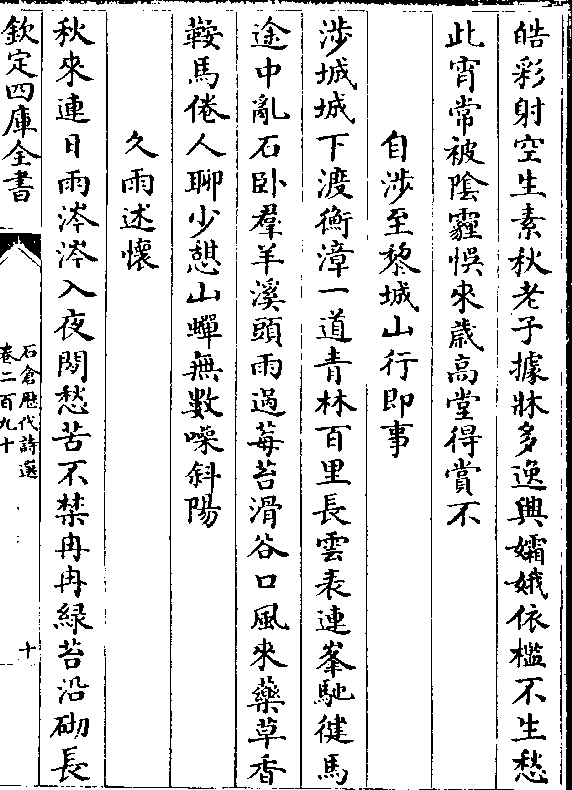 皓彩射空生素秋老子據牀多逸興孀娥依檻不生愁
此宵常被陰霾悞來歲高堂得賞不
自涉至黎城山行即事
涉城城下渡衡漳一道青林百里長雲表連峯馳健馬
途中亂石卧羣羊溪頭雨過莓苔滑谷口風來藥草香
鞍馬倦人聊少憩山蟬無數噪斜陽
久雨述懷
秋來連日雨涔涔入夜閱愁苦不禁冉冉緑苔沿砌長
欽定四庫全書
石倉歴代詩選
卷二百九十
十